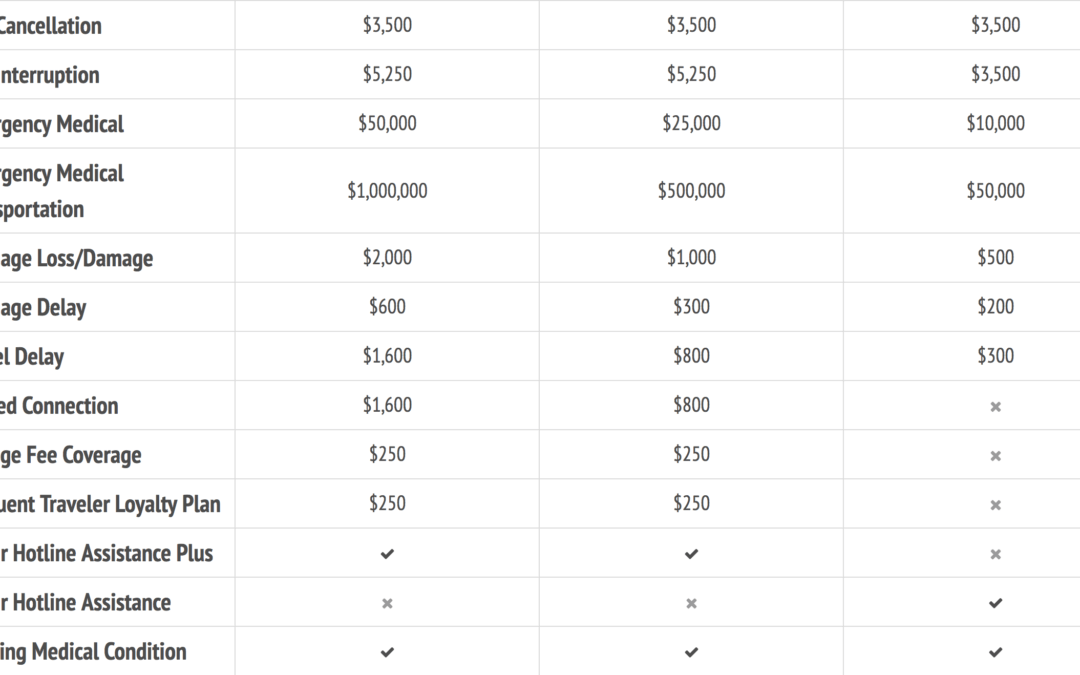 Cancellation $3,500 $3,500 $3,500
nterruption $5,250 $5,250 $3,500
gency Medical $50,000 $25,000 $10,000
gency Medical
sportation $1,000,000 $500,000 $50,000
age Loss/Damage $2,000 $1,000 $500
age Delay $600 $300 $200
el Delay $1,600 $800 $300
ed Connection $1,600 $800 ✖
ge Fee Coverage $250 $250 ✖
uent Traveler Loyalty Plan $250 $250 ✖
r Hotline Assistance Plus ✔ ✔ ✖
r Hotline Assistance ✖ ✖ ✔
ing Medical Condition ✔ ✔ ✔